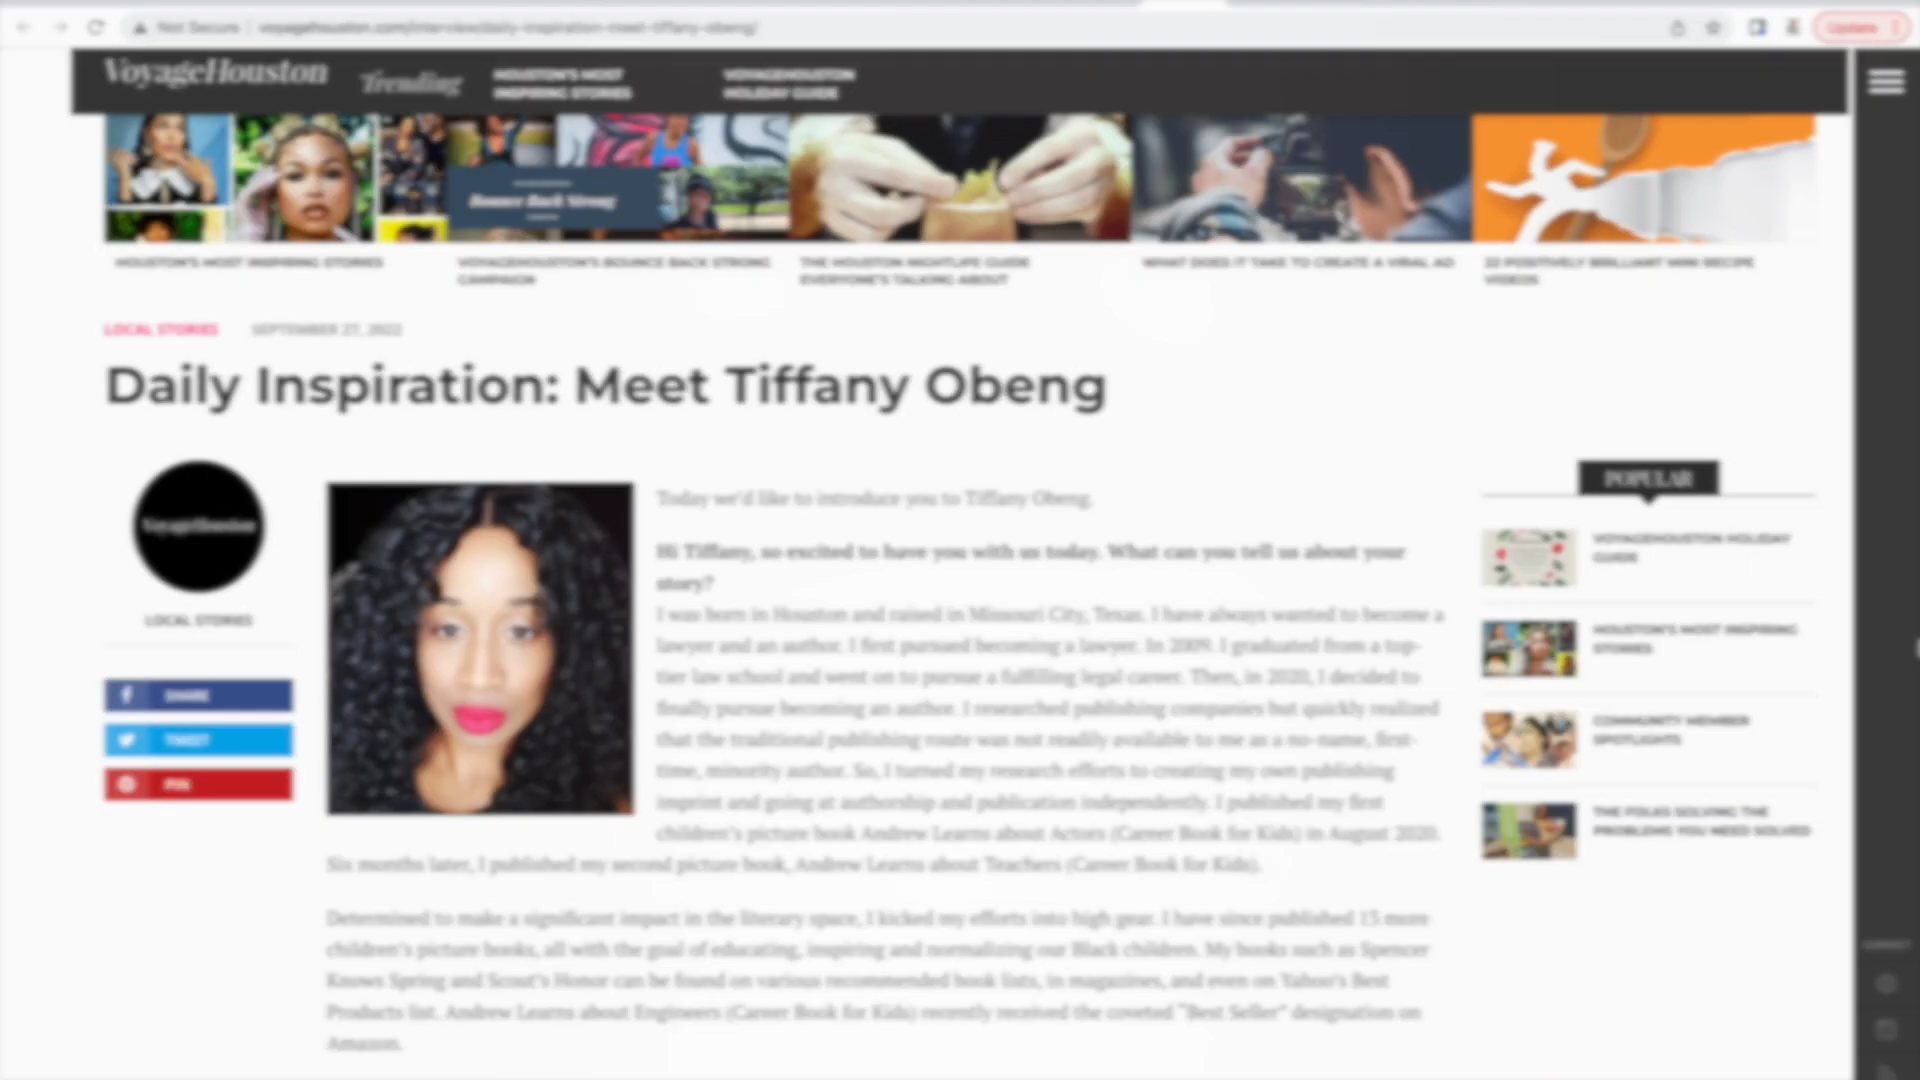 Not Secure voyagehouston.com/interview/daily-inspiration-meet-tiffany-obeng/
Update
VoyageHouston
Trending
HOUSTON'S MOST
INSPIRING STORIES
VOYAGEHOUSTON
HOLIDAY GUIDE
Bounce Back Strong
HOUSTON'S MOST INSPIRING STORIES
VOYAGEHOUSTON'S BOUNCE BACK STRONG
CAMPAIGN
THE HOUSTON NIGHTLIFE GUIDE
EVERYONE'S TALKING ABOUT
WHAT DOES IT TAKE TO CREATE A VIRAL AD
22 POSITIVELY BRILLIANT MINI RECIPE
VIDEOS
LOCAL STORIES
SEPTEMBER 27, 2022
Daily Inspiration: Meet Tiffany Obeng
VoyageHouston
LOCAL STORIES
SHARE
TWEET
PIN
Today we'd like to introduce you to Tiffany Obeng.
Hi Tiffany, so excited to have you with us today. What can you tell us about your
story?
I was born in Houston and raised in Missouri City, Texas. I have always wanted to become a
lawyer and an author. I first pursued becoming a lawyer. In 2009, I graduated from a top-
tier law school and went on to pursue a fulfilling legal career. Then, in 2020, I decided to
finally pursue becoming an author. I researched publishing companies but quickly realized
that the traditional publishing route was not readily available to me as a no-name, first-
time, minority author. So, I turned my research efforts to creating my own publishing
imprint and going at authorship and publication independently. I published my first
children's picture book Andrew Learns about Actors (Career Book for Kids) in August 2020.
Six months later, I published my second picture book, Andrew Learns about Teachers (Career Book for Kids).
Determined to make a significant impact in the literary space, I kicked my efforts into high gear. I have since published 13 more
children's picture books, all with the goal of educating, inspiring and normalizing our Black children. My books such as Spencer
Knows Spring and Scout's Honor can be found on various recommended book lists, in magazines, and even on Yahoo's Best
Products list. Andrew Learns about Engineers (Career Book for Kids) recently received the coveted "Best Seller" designation on
Amazon.
POPULAR
VOYAGEHOUSTON HOLIDAY
GUIDE
HOUSTON'S MOST INSPIRING
STORIES
COMMUNITY MEMBER
SPOTLIGHTS
THE FOLKS SOLVING THE
PROBLEMS YOU NEED SOLVED
CONNECT